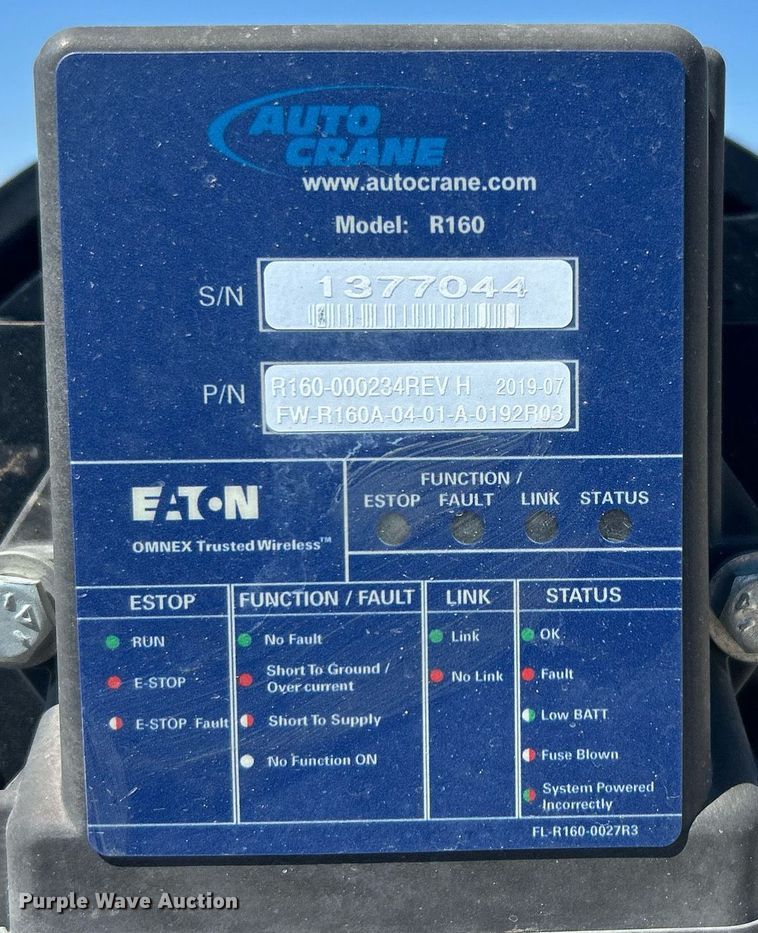 AUTO
CRANE
www.autocrane.com
Model: R160
S/N 1377044
P/N R160-000234REV H 2019-07
FW-R160A-04-01-A-0192R03
EATON
OMNEX Trusted Wireless™
FUNCTION /
ESTOP FAULT LINK STATUS
ESTOP
RUN
E-STOP
E-STOP Fault
FUNCTION / FAULT
No Fault
Short To Ground /
Over current
Short To Supply
No Function ON
LINK
Link
No Link
STATUS
OK
Fault
Low BATT
Fuse Blown
System Powered
Incorrectly
FL-R160-0027R3
Purple Wave Auction